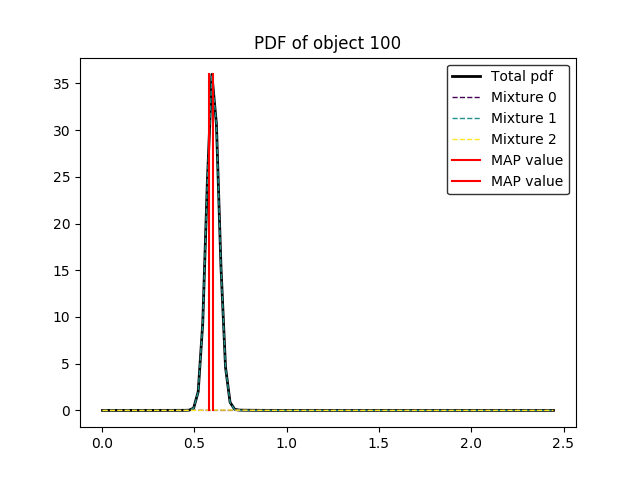 PDF of object 100
Total pdf
Mixture 0
Mixture 1
Mixture 2
MAP value
MAP value
35
30
25
20
15
10
5
0
0.0 0.5 1.0 1.5 2.0 2.5